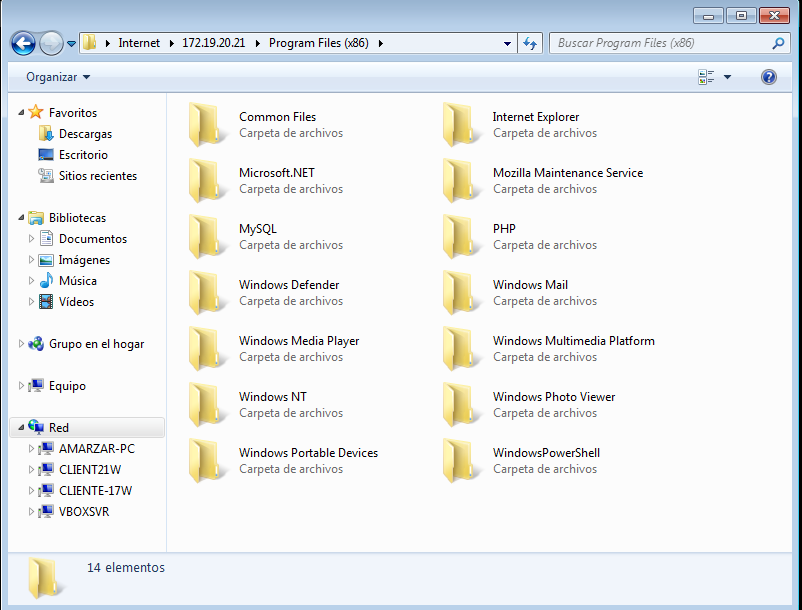 Internet 172.19.20.21 Program Files (x86)
Buscar Program Files (x86)
Organizar
Favoritos
Descargas
Escritorio
Sitios recientes
Bibliotecas
Documentos
Imágenes
Música
Vídeos
Grupo en el hogar
Equipo
Red
AMARZAR-PC
CLIENT21W
CLIENTE-17W
VBOXSVR
Common Files
Carpeta de archivos
Internet Explorer
Carpeta de archivos
Microsoft.NET
Carpeta de archivos
Mozilla Maintenance Service
Carpeta de archivos
MySQL
Carpeta de archivos
PHP
Carpeta de archivos
Windows Defender
Carpeta de archivos
Windows Mail
Carpeta de archivos
Windows Media Player
Carpeta de archivos
Windows Multimedia Platform
Carpeta de archivos
Windows NT
Carpeta de archivos
Windows Photo Viewer
Carpeta de archivos
Windows Portable Devices
Carpeta de archivos
WindowsPowerShell
Carpeta de archivos
14 elementos